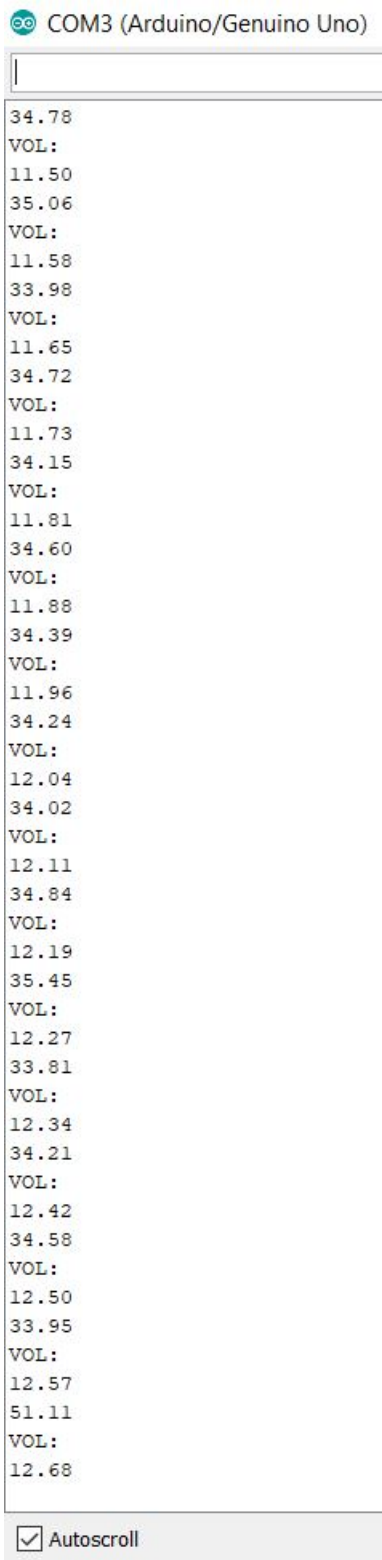 COM3 (Arduino/Genuino Uno)
34.78
VOL:
11.50
35.06
VOL:
11.58
33.98
VOL:
11.65
34.72
VOL:
11.73
34.15
VOL:
11.81
34.60
VOL:
11.88
34.39
VOL:
11.96
34.24
VOL:
12.04
34.02
VOL:
12.11
34.84
VOL:
12.19
35.45
VOL:
12.27
33.81
VOL:
12.34
34.21
VOL:
12.42
34.58
VOL:
12.50
33.95
VOL:
12.57
51.11
VOL:
12.68
Autoscroll